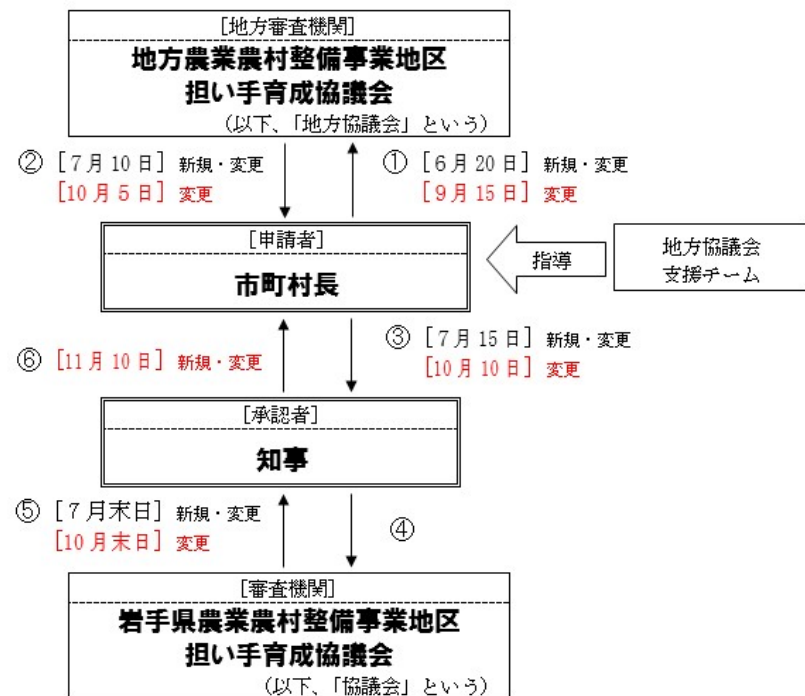 [地方審査機関]
地方農業農村整備事業地区
担い手育成協議会
(以下、「地方協議会」という)
② [7月10日] 新規・変更
[10月5日] 変更
① [6月20日] 新規・変更
[9月15日] 変更
[申請者]
市町村長
指導
地方協議会
支援チーム
③ [7月15日] 新規・変更
[10月10日] 変更
⑥ [11月10日] 新規・変更
[承認者]
知事
⑤ [7月末日] 新規・変更
[10月末日] 変更
④
[審査機関]
岩手県農業農村整備事業地区
担い手育成協議会
(以下、「協議会」という)